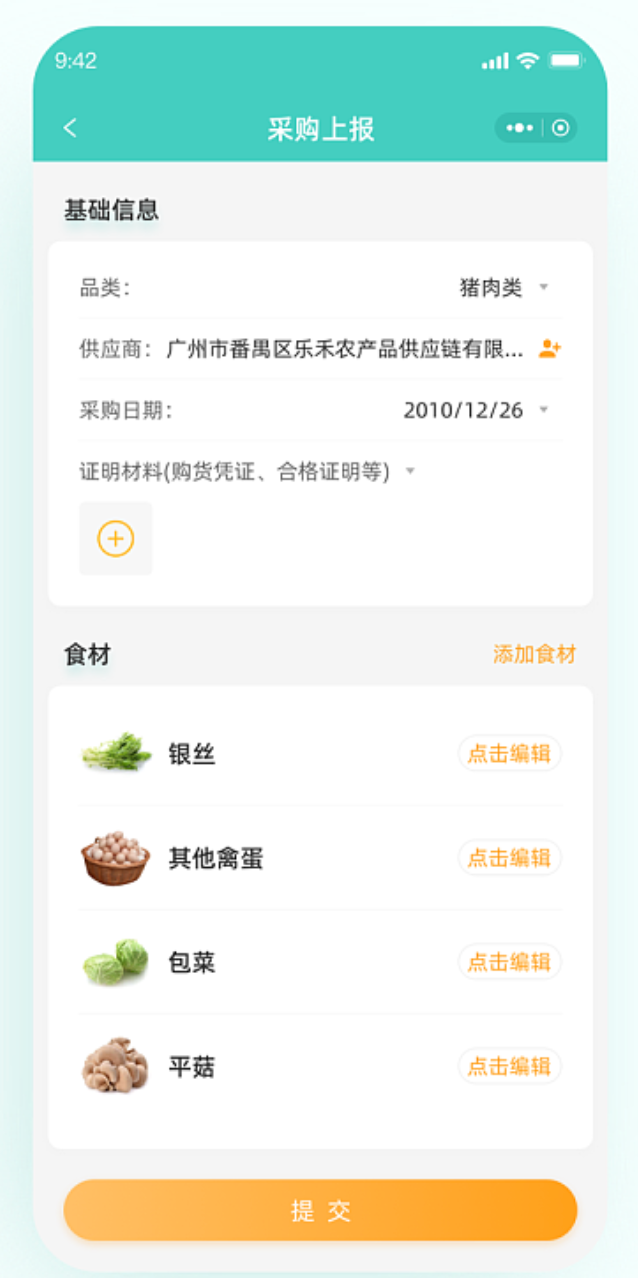 9:42
采购上报
基础信息
品类：
猪肉类
供应商：广州市番禺区乐禾农产品供应链有限...
采购日期：
2010/12/26
证明材料(购货凭证、合格证明等)
食材
添加食材
银丝
点击编辑
其他禽蛋
点击编辑
包菜
点击编辑
平菇
点击编辑
提 交